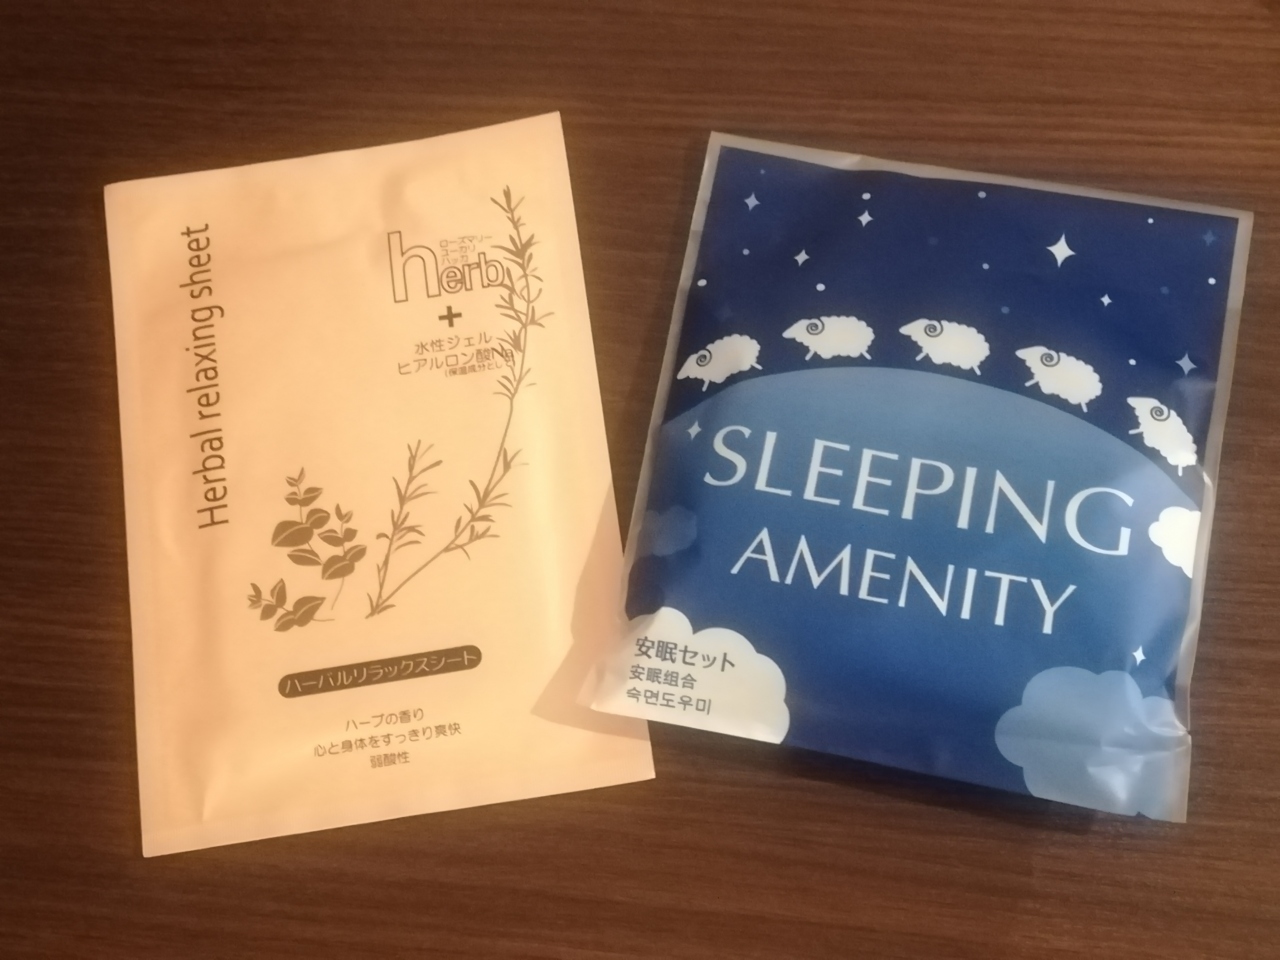 Herbal relaxing sheet
herb
ローズマリー
ユーカリ
ハッカ
+
水性ジェル
ヒアルロン酸Na
(保湿成分として)
ハーバルリラックスシート
ハーブの香り
心と身体をすっきり爽快
弱酸性
SLEEPING
AMENITY
安眠セット
安眠组合
숙면도우미